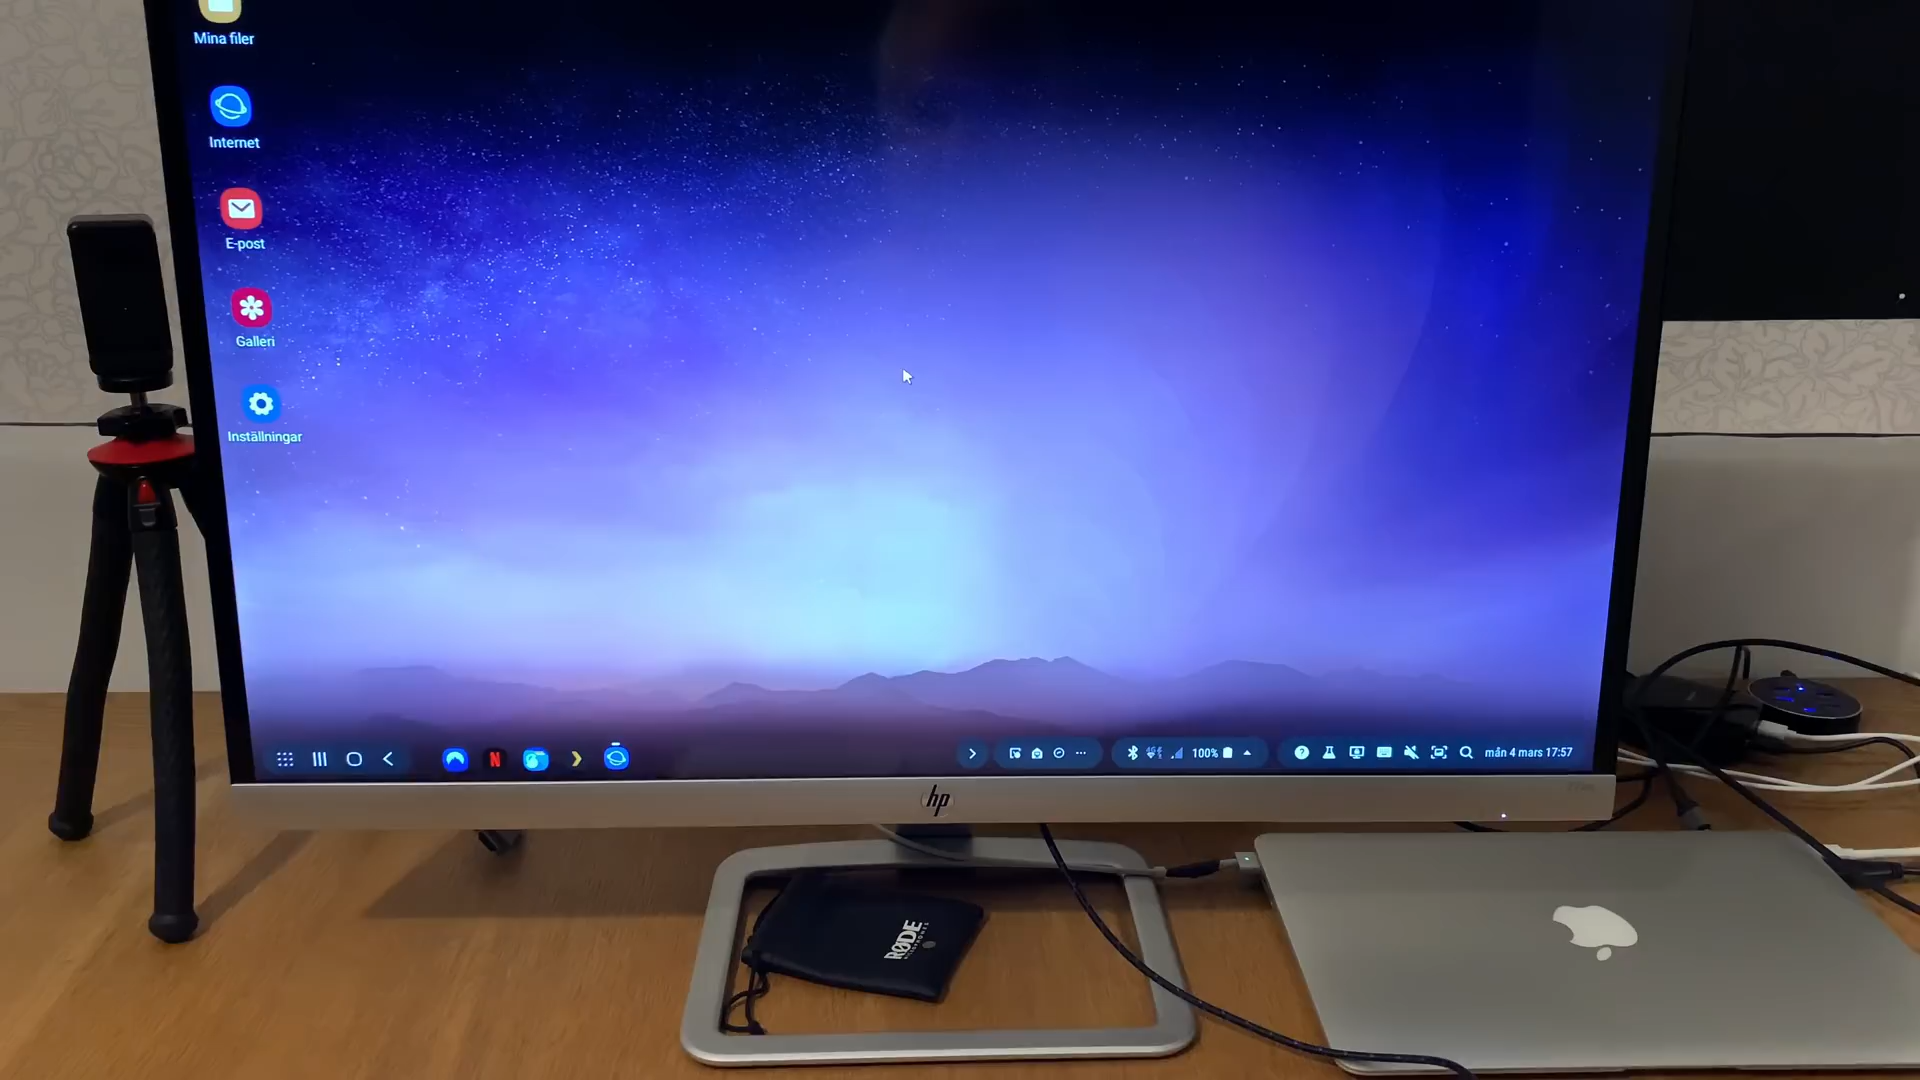 Mina filer
Internet
E-post
Galleri
Inställningar
N
100%
mån 4 mars 17:57
hp
RØDE